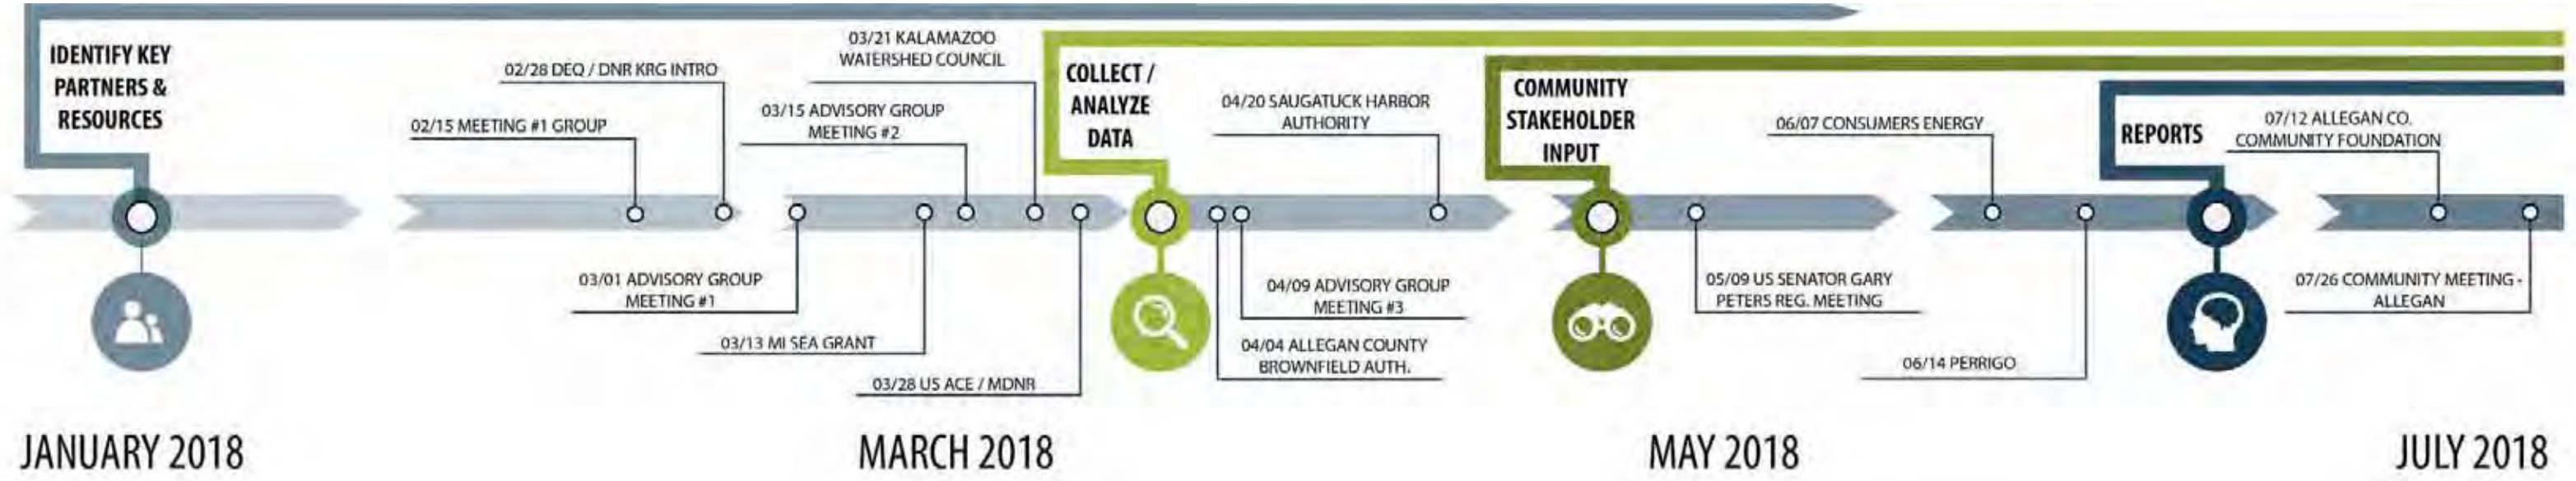 IDENTIFY KEY
PARTNERS &
RESOURCES
02/15 MEETING #1 GROUP
02/28 DEQ / DNR KRG INTRO
03/01 ADVISORY GROUP
MEETING #1
03/13 MI SEA GRANT
03/15 ADVISORY GROUP
MEETING #2
03/21 KALAMAZOO
WATERSHED COUNCIL
03/28 US ACE / MDNR
COLLECT /
ANALYZE
DATA
04/04 ALLEGAN COUNTY
BROWNFIELD AUTH.
04/09 ADVISORY GROUP
MEETING #3
04/20 SAUGATUCK HARBOR
AUTHORITY
COMMUNITY
STAKEHOLDER
INPUT
05/09 US SENATOR GARY
PETERS REG. MEETING
06/07 CONSUMERS ENERGY
06/14 PERRIGO
REPORTS
07/12 ALLEGAN CO.
COMMUNITY FOUNDATION
07/26 COMMUNITY MEETING -
ALLEGAN
JANUARY 2018
MARCH 2018
MAY 2018
JULY 2018